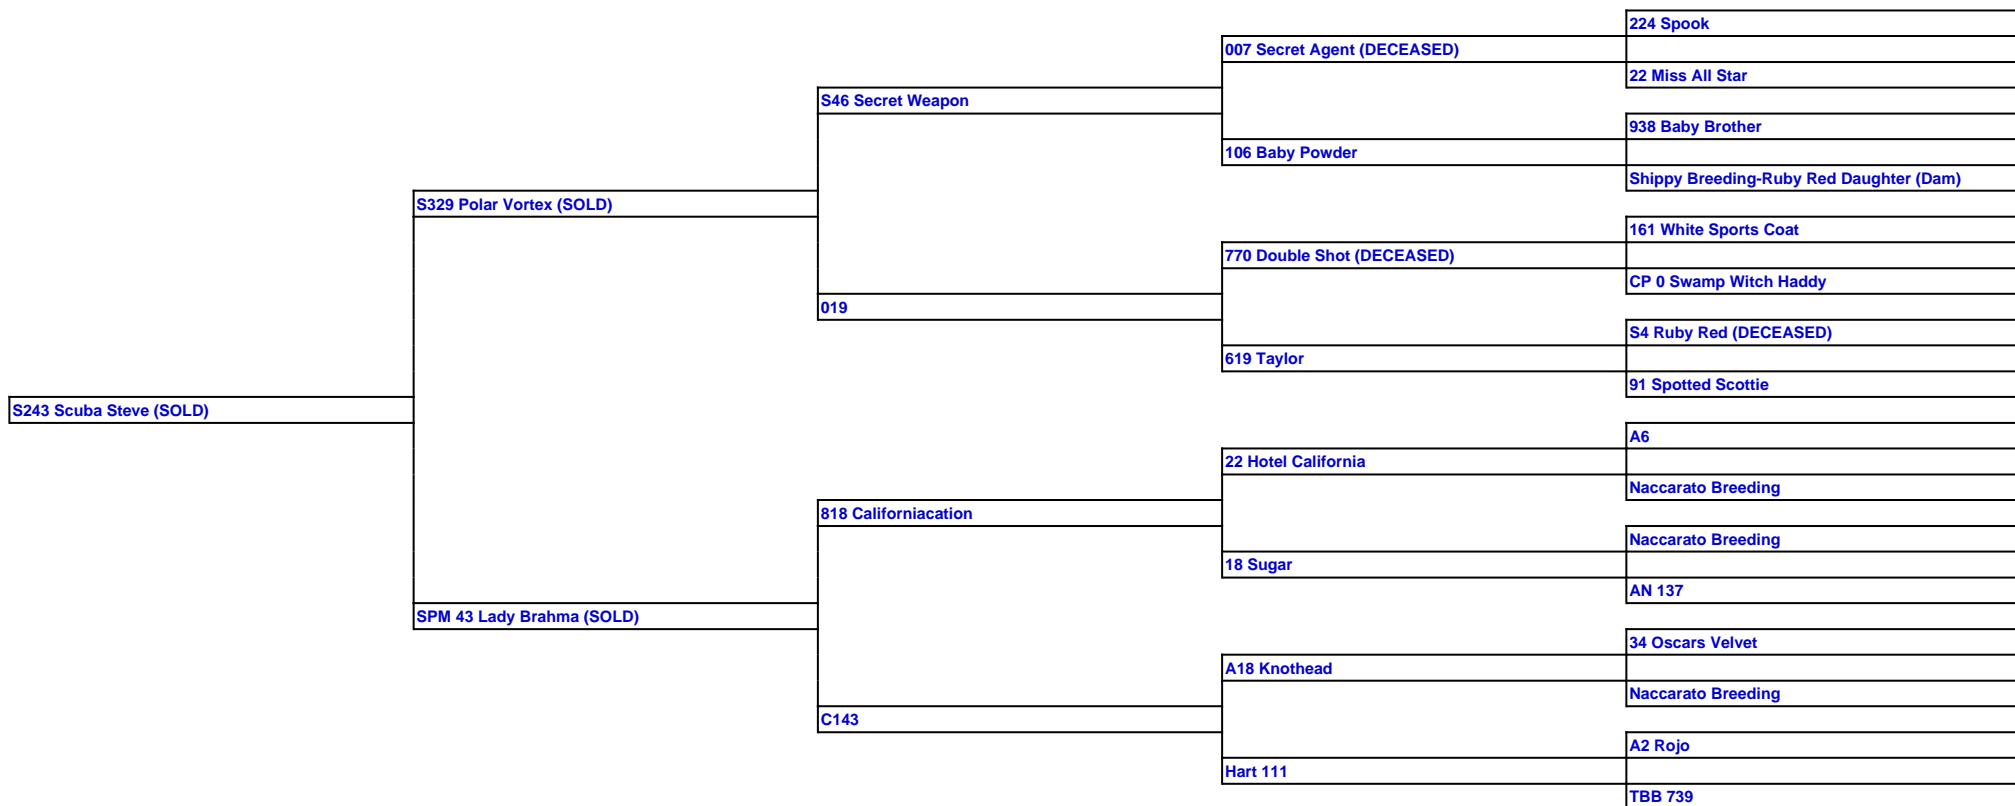 224 Spook
007 Secret Agent (DECEASED)
22 Miss All Star
S46 Secret Weapon
938 Baby Brother
106 Baby Powder
Shippy Breeding-Ruby Red Daughter (Dam)
S329 Polar Vortex (SOLD)
161 White Sports Coat
770 Double Shot (DECEASED)
CP 0 Swamp Witch Haddy
019
S4 Ruby Red (DECEASED)
619 Taylor
91 Spotted Scottie
S243 Scuba Steve (SOLD)
A6
22 Hotel California
Naccarato Breeding
818 Californiacation
Naccarato Breeding
18 Sugar
AN 137
SPM 43 Lady Brahma (SOLD)
34 Oscars Velvet
A18 Knothead
Naccarato Breeding
C143
A2 Rojo
Hart 111
TBB 739